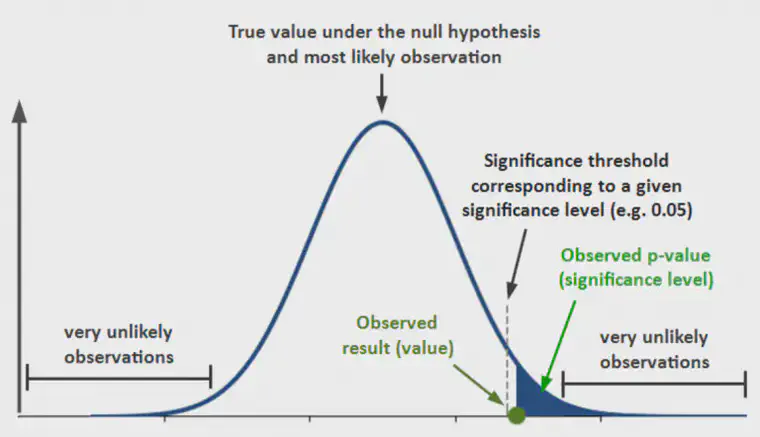 True value under the null hypothesis
and most likely observation
Significance threshold
corresponding to a given
significance level (e.g. 0.05)
Observed p-value
(significance level)
very unlikely
observations
Observed
result (value)
very unlikely
observations